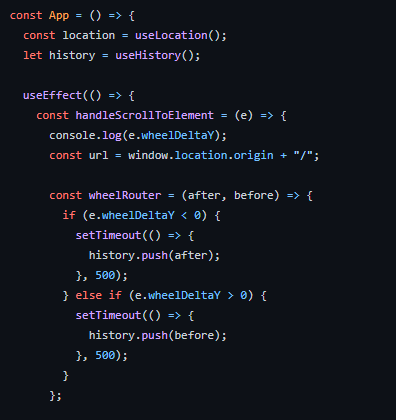 const App = () => {
  const location = useLocation();
  let history = useHistory();

  useEffect(() => {
    const handleScrollToElement = (e) => {
      console.log(e.wheelDeltaY);
      const url = window.location.origin + "/";

      const wheelRouter = (after, before) => {
        if (e.wheelDeltaY < 0) {
          setTimeout(() => {
            history.push(after);
          }, 500);
        } else if (e.wheelDeltaY > 0) {
          setTimeout(() => {
            history.push(before);
          }, 500);
        }
      };